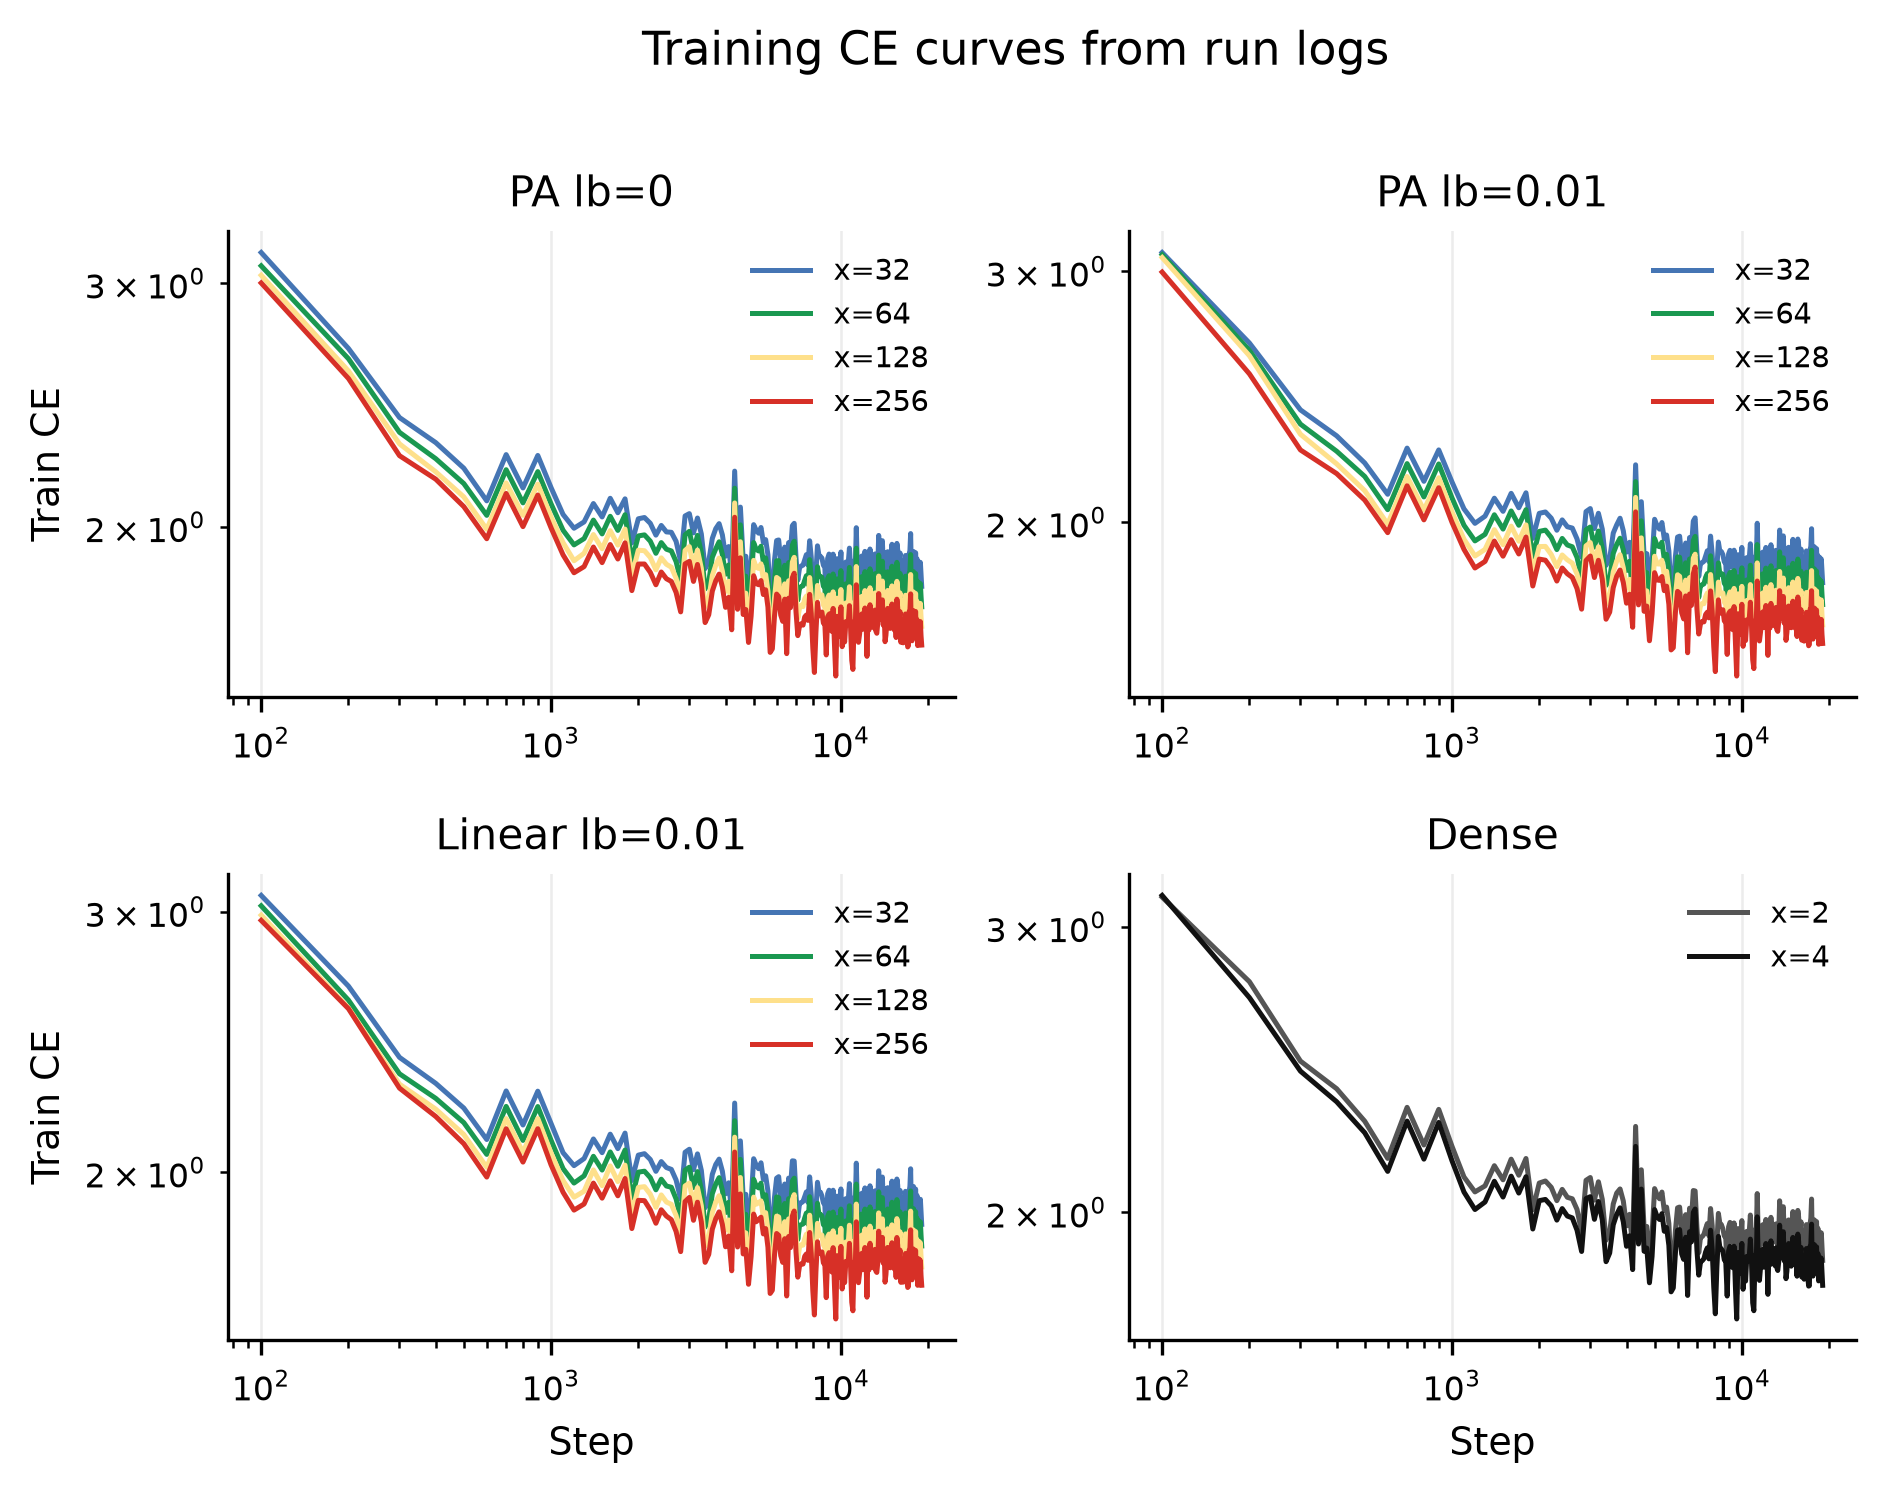 Training CE curves from run logs
PA lb=0
PA lb=0.01
Train CE
3 × 10⁰
2 × 10⁰
x=32
x=64
x=128
x=256
10² 10³ 10⁴
3 × 10⁰
2 × 10⁰
x=32
x=64
x=128
x=256
10² 10³ 10⁴
Linear lb=0.01
Dense
Train CE
3 × 10⁰
2 × 10⁰
x=32
x=64
x=128
x=256
10² 10³ 10⁴
Step
3 × 10⁰
2 × 10⁰
x=2
x=4
10² 10³ 10⁴
Step